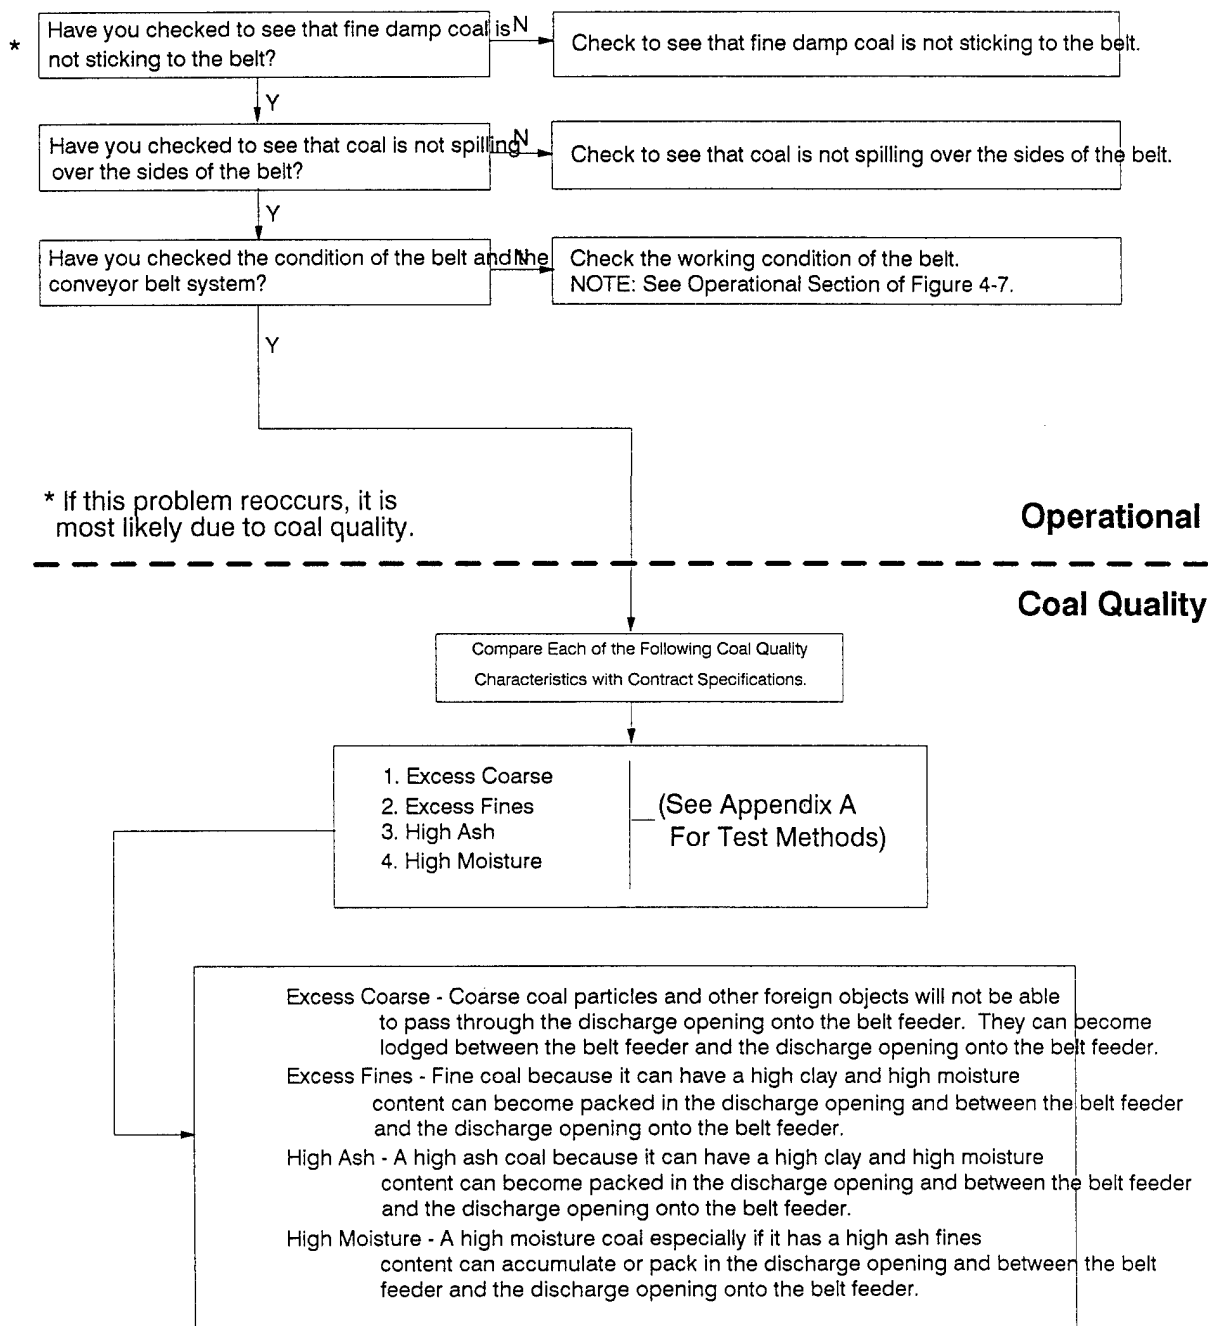 Have you checked to see that fine damp coal is
not sticking to the belt?
N
Check to see that fine damp coal is not sticking to the belt.
*
Y
Have you checked to see that coal is not spilling
over the sides of the belt?
N
Check to see that coal is not spilling over the sides of the belt.
Y
Have you checked the condition of the belt and the
conveyor belt system?
N
Check the working condition of the belt.
NOTE: See Operational Section of Figure 4-7.
Y
* If this problem reoccurs, it is
most likely due to coal quality.
Operational
Coal Quality
Compare Each of the Following Coal Quality
Characteristics with Contract Specifications.
1. Excess Coarse
2. Excess Fines
3. High Ash
4. High Moisture
(See Appendix A
For Test Methods)
Excess Coarse - Coarse coal particles and other foreign objects will not be able
to pass through the discharge opening onto the belt feeder. They can become
lodged between the belt feeder and the discharge opening onto the belt feeder.
Excess Fines - Fine coal because it can have a high clay and high moisture
content can become packed in the discharge opening and between the belt feeder
and the discharge opening onto the belt feeder.
High Ash - A high ash coal because it can have a high clay and high moisture
content can become packed in the discharge opening and between the belt feeder
and the discharge opening onto the belt feeder.
High Moisture - A high moisture coal especially if it has a high ash fines
content can accumulate or pack in the discharge opening and between the belt
feeder and the discharge opening onto the belt feeder.